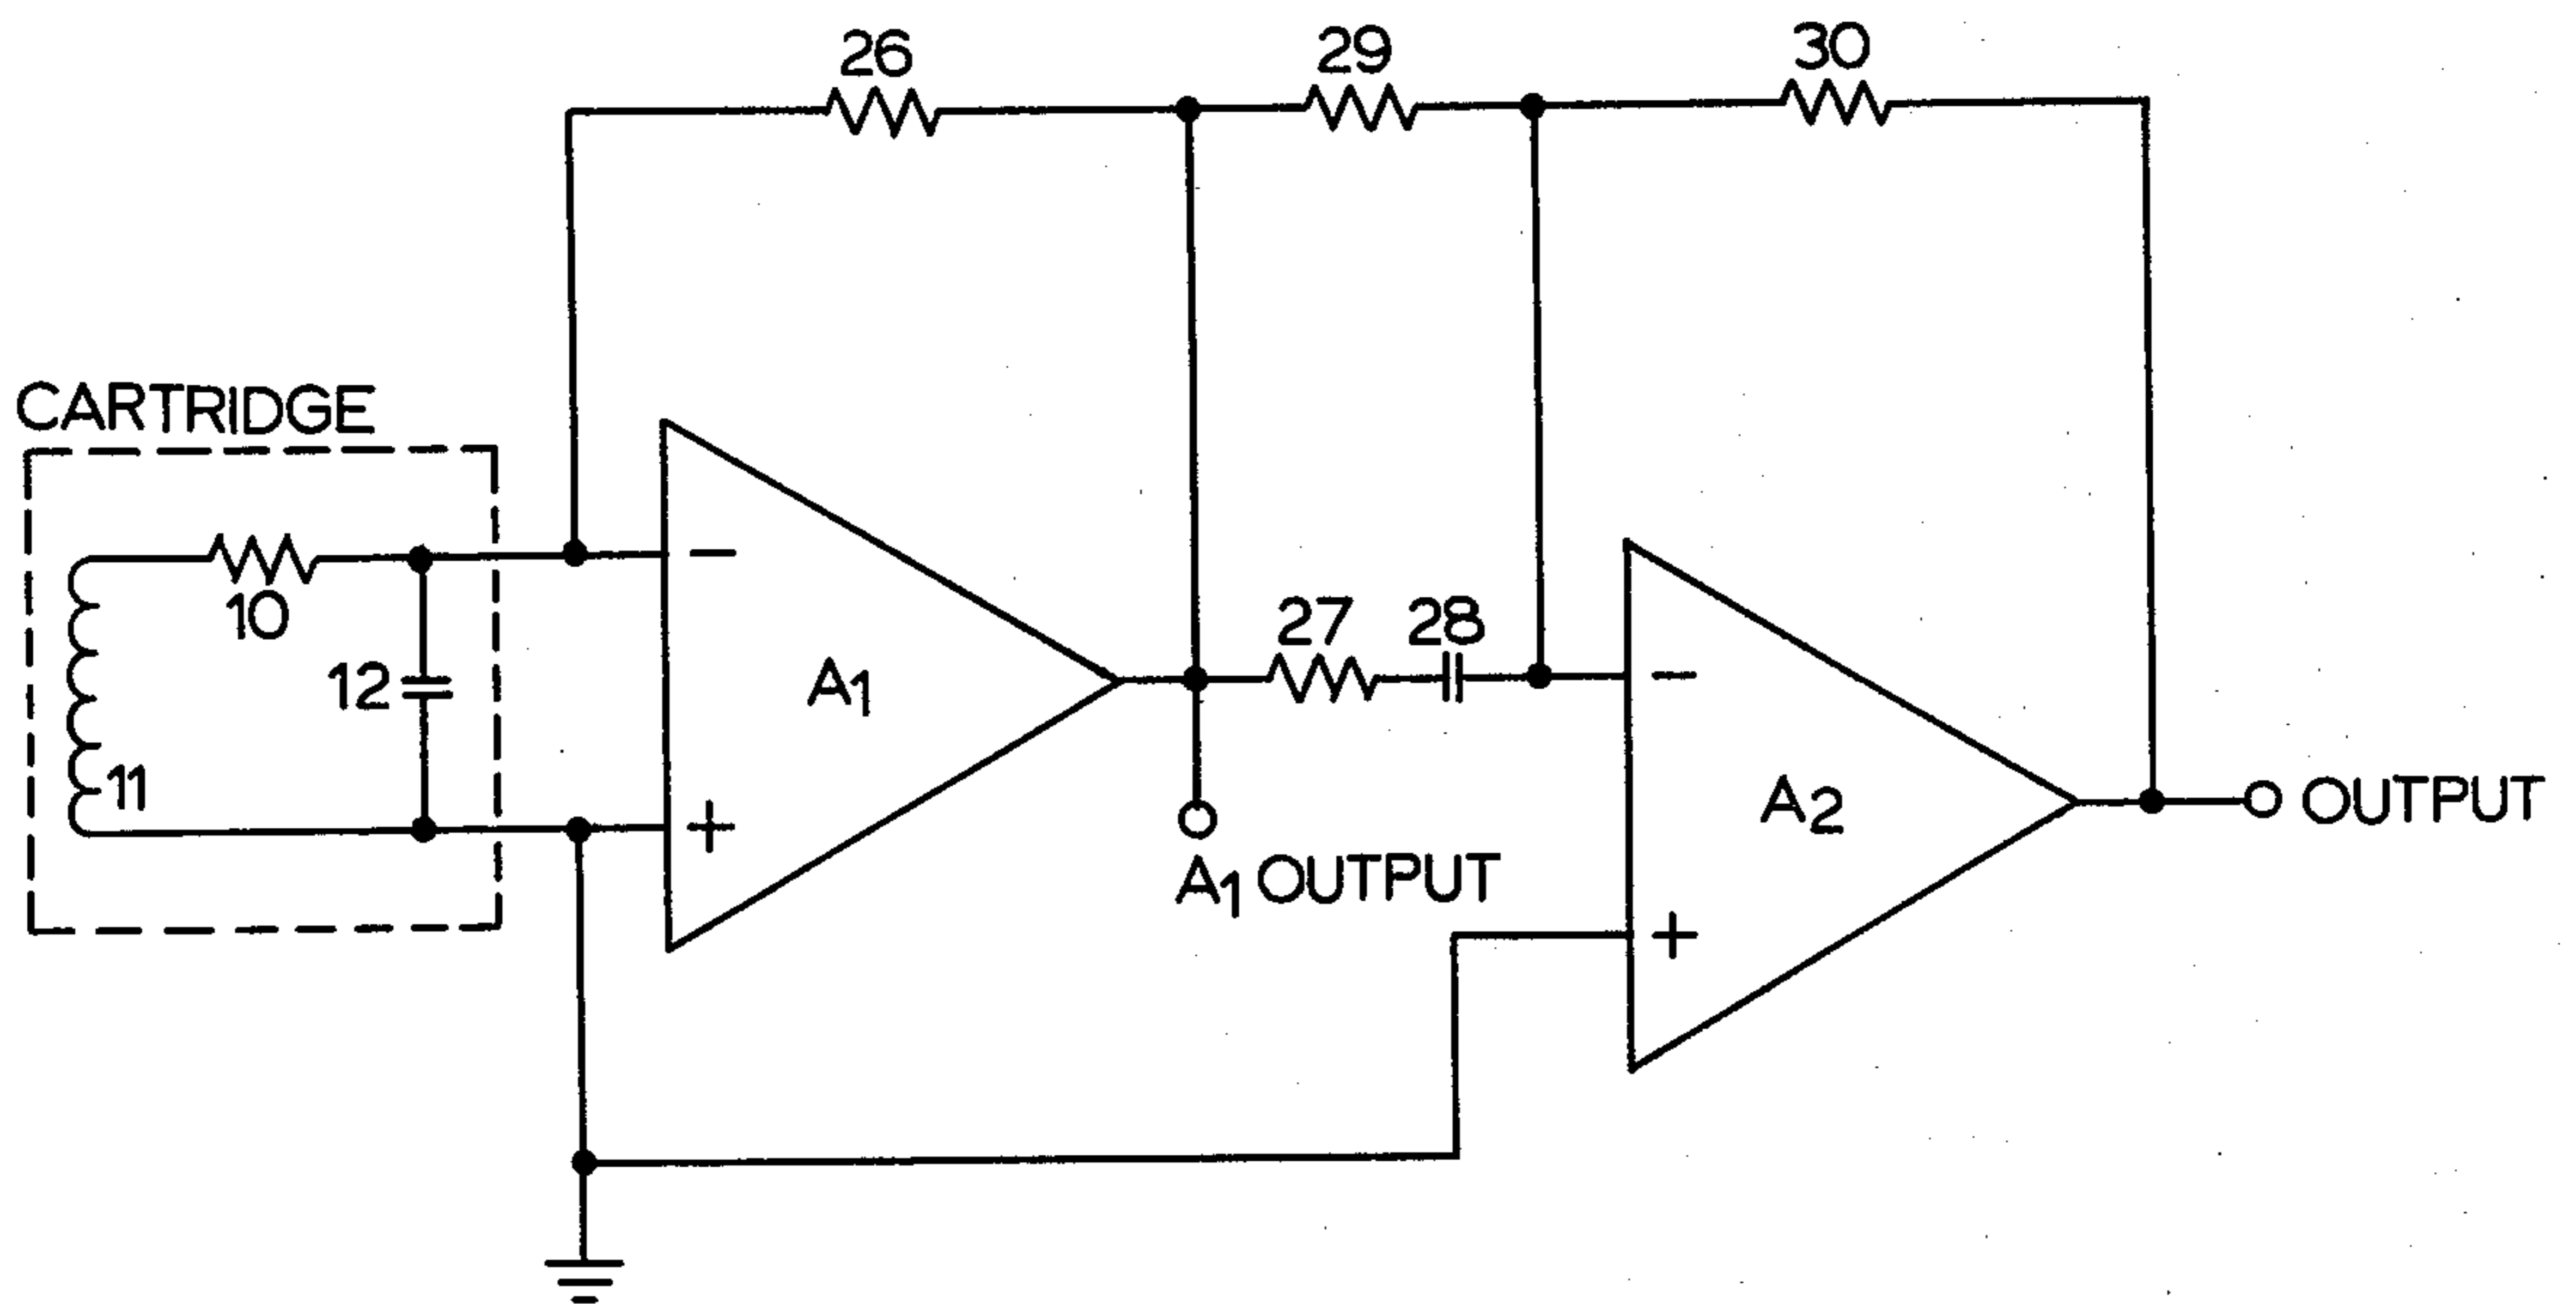 26
29
30
CARTRIDGE
10
12
11
−
+
A1
27
28
A1 OUTPUT
−
+
A2
OUTPUT